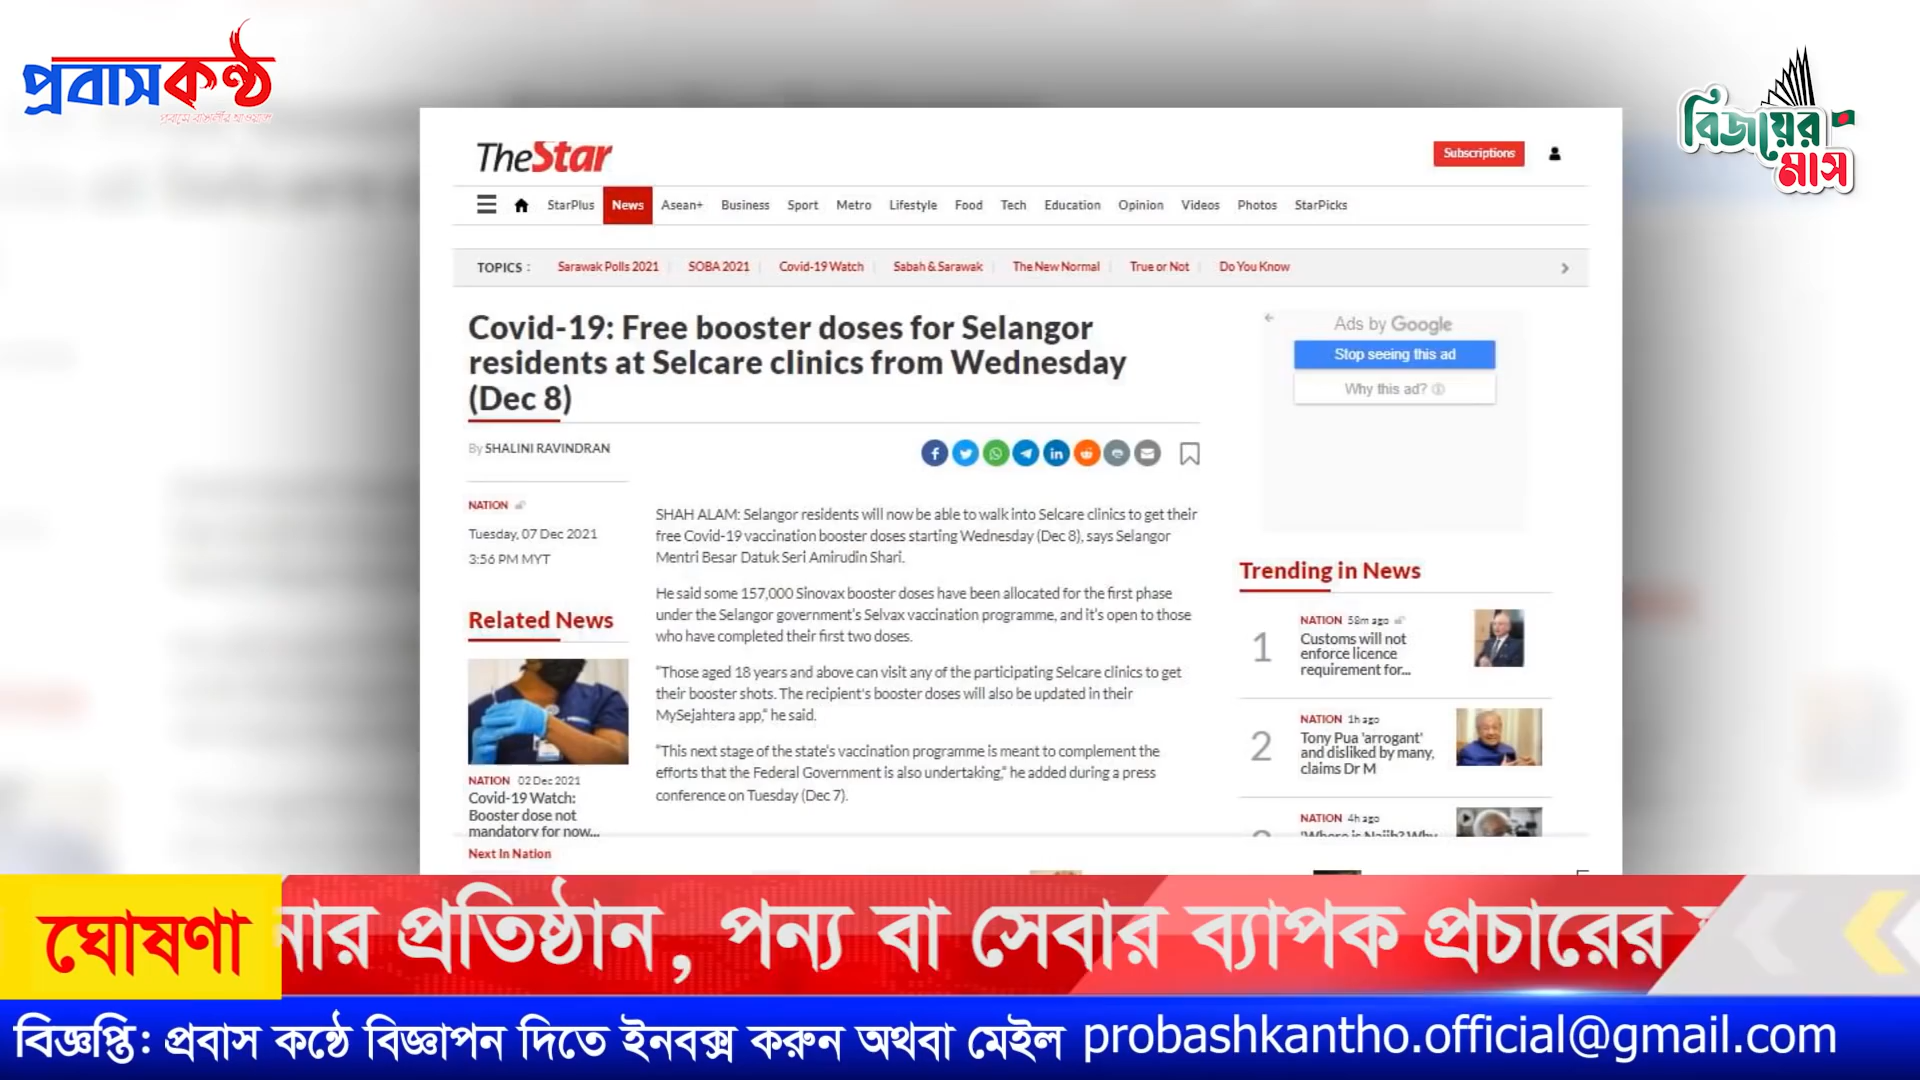 প্রবাসকণ্ঠ
প্রবাসে বাঙালীর আওয়াজ
বিজয়ের
মাস
TheStar
Subscriptions
StarPlus News Asean+ Business Sport Metro Lifestyle Food Tech Education Opinion Videos Photos StarPicks
TOPICS : Sarawak Polls 2021 SOBA 2021 Covid-19 Watch Sabah & Sarawak The New Normal True or Not Do You Know
Covid-19: Free booster doses for Selangor
residents at Selcare clinics from Wednesday
(Dec 8)
By SHALINI RAVINDRAN
NATION
Tuesday, 07 Dec 2021
3:56 PM MYT
SHAH ALAM: Selangor residents will now be able to walk into Selcare clinics to get their
free Covid-19 vaccination booster doses starting Wednesday (Dec 8), says Selangor
Mentri Besar Datuk Seri Amirudin Shari.
He said some 157,000 Sinovax booster doses have been allocated for the first phase
under the Selangor government's Selvax vaccination programme, and it's open to those
who have completed their first two doses.
"Those aged 18 years and above can visit any of the participating Selcare clinics to get
their booster shots. The recipient's booster doses will also be updated in their
MySejahtera app," he said.
"This next stage of the state's vaccination programme is meant to complement the
efforts that the Federal Government is also undertaking," he added during a press
conference on Tuesday (Dec 7).
Related News
NATION 02 Dec 2021
Covid-19 Watch:
Booster dose not
mandatory for now...
Next In Nation
Ads by Google
Stop seeing this ad
Why this ad?
Trending in News
1
NATION 58m ago
Customs will not
enforce licence
requirement for...
2
NATION 1h ago
Tony Pua 'arrogant'
and disliked by many,
claims Dr M
NATION 4h ago
'Where is Najib? Why
ঘোষণা
নার প্রতিষ্ঠান, পন্য বা সেবার ব্যাপক প্রচারের
বিজ্ঞপ্তি: প্রবাস কন্ঠে বিজ্ঞাপন দিতে ইনবক্স করুন অথবা মেইল probashkantho.official@gmail.com